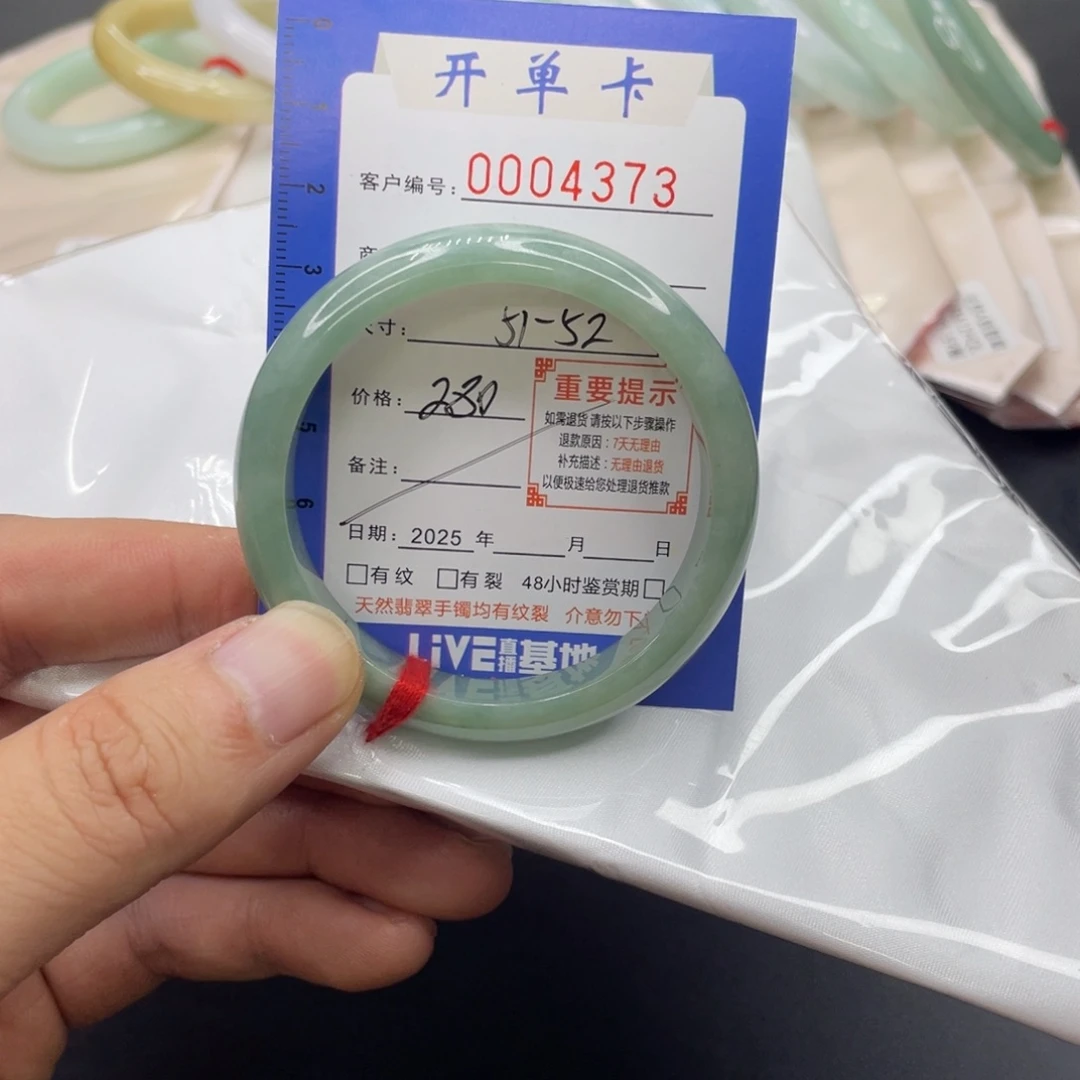 开单卡
客户编号:0004373
2
3
寸: 51-52
价格: 230
重要提示
如需退货 请按以下步骤操作
退款原因:7天无理由
补充描述:无理由退货
以便极速给您处理退货推款
5
备注:
6
日期: 2025 年 月 日
□有纹 □有裂 48小时鉴赏期□
天然翡翠手镯均有纹裂 介意勿下
LiVE直播基地